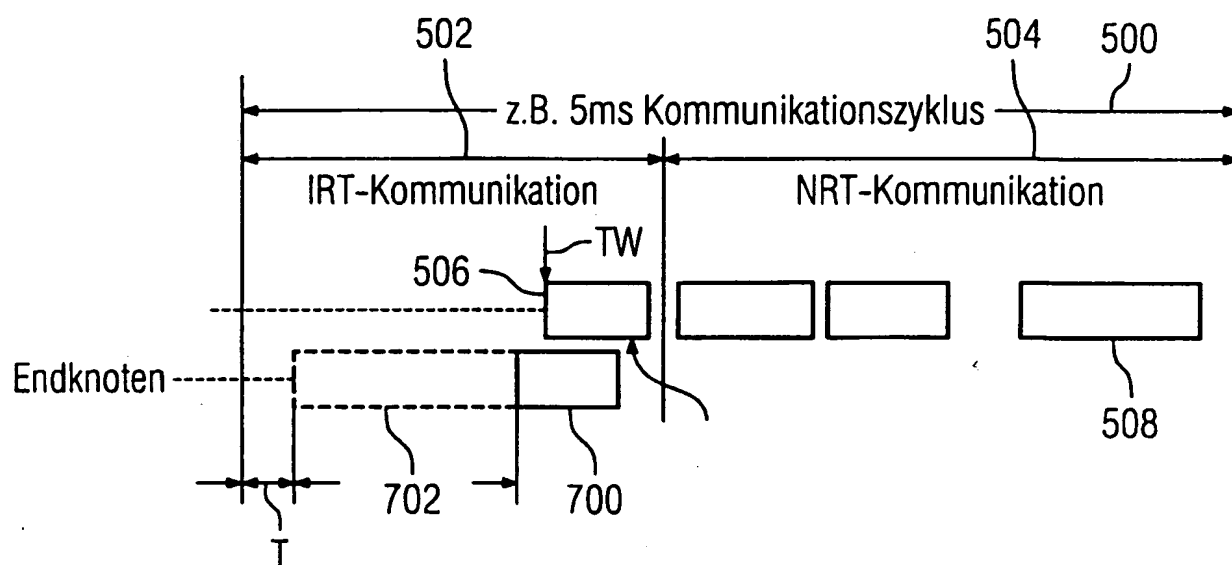 502
504
500
z.B. 5ms Kommunikationszyklus
IRT-Kommunikation
NRT-Kommunikation
TW
506
Endknoten
508
702
700
T